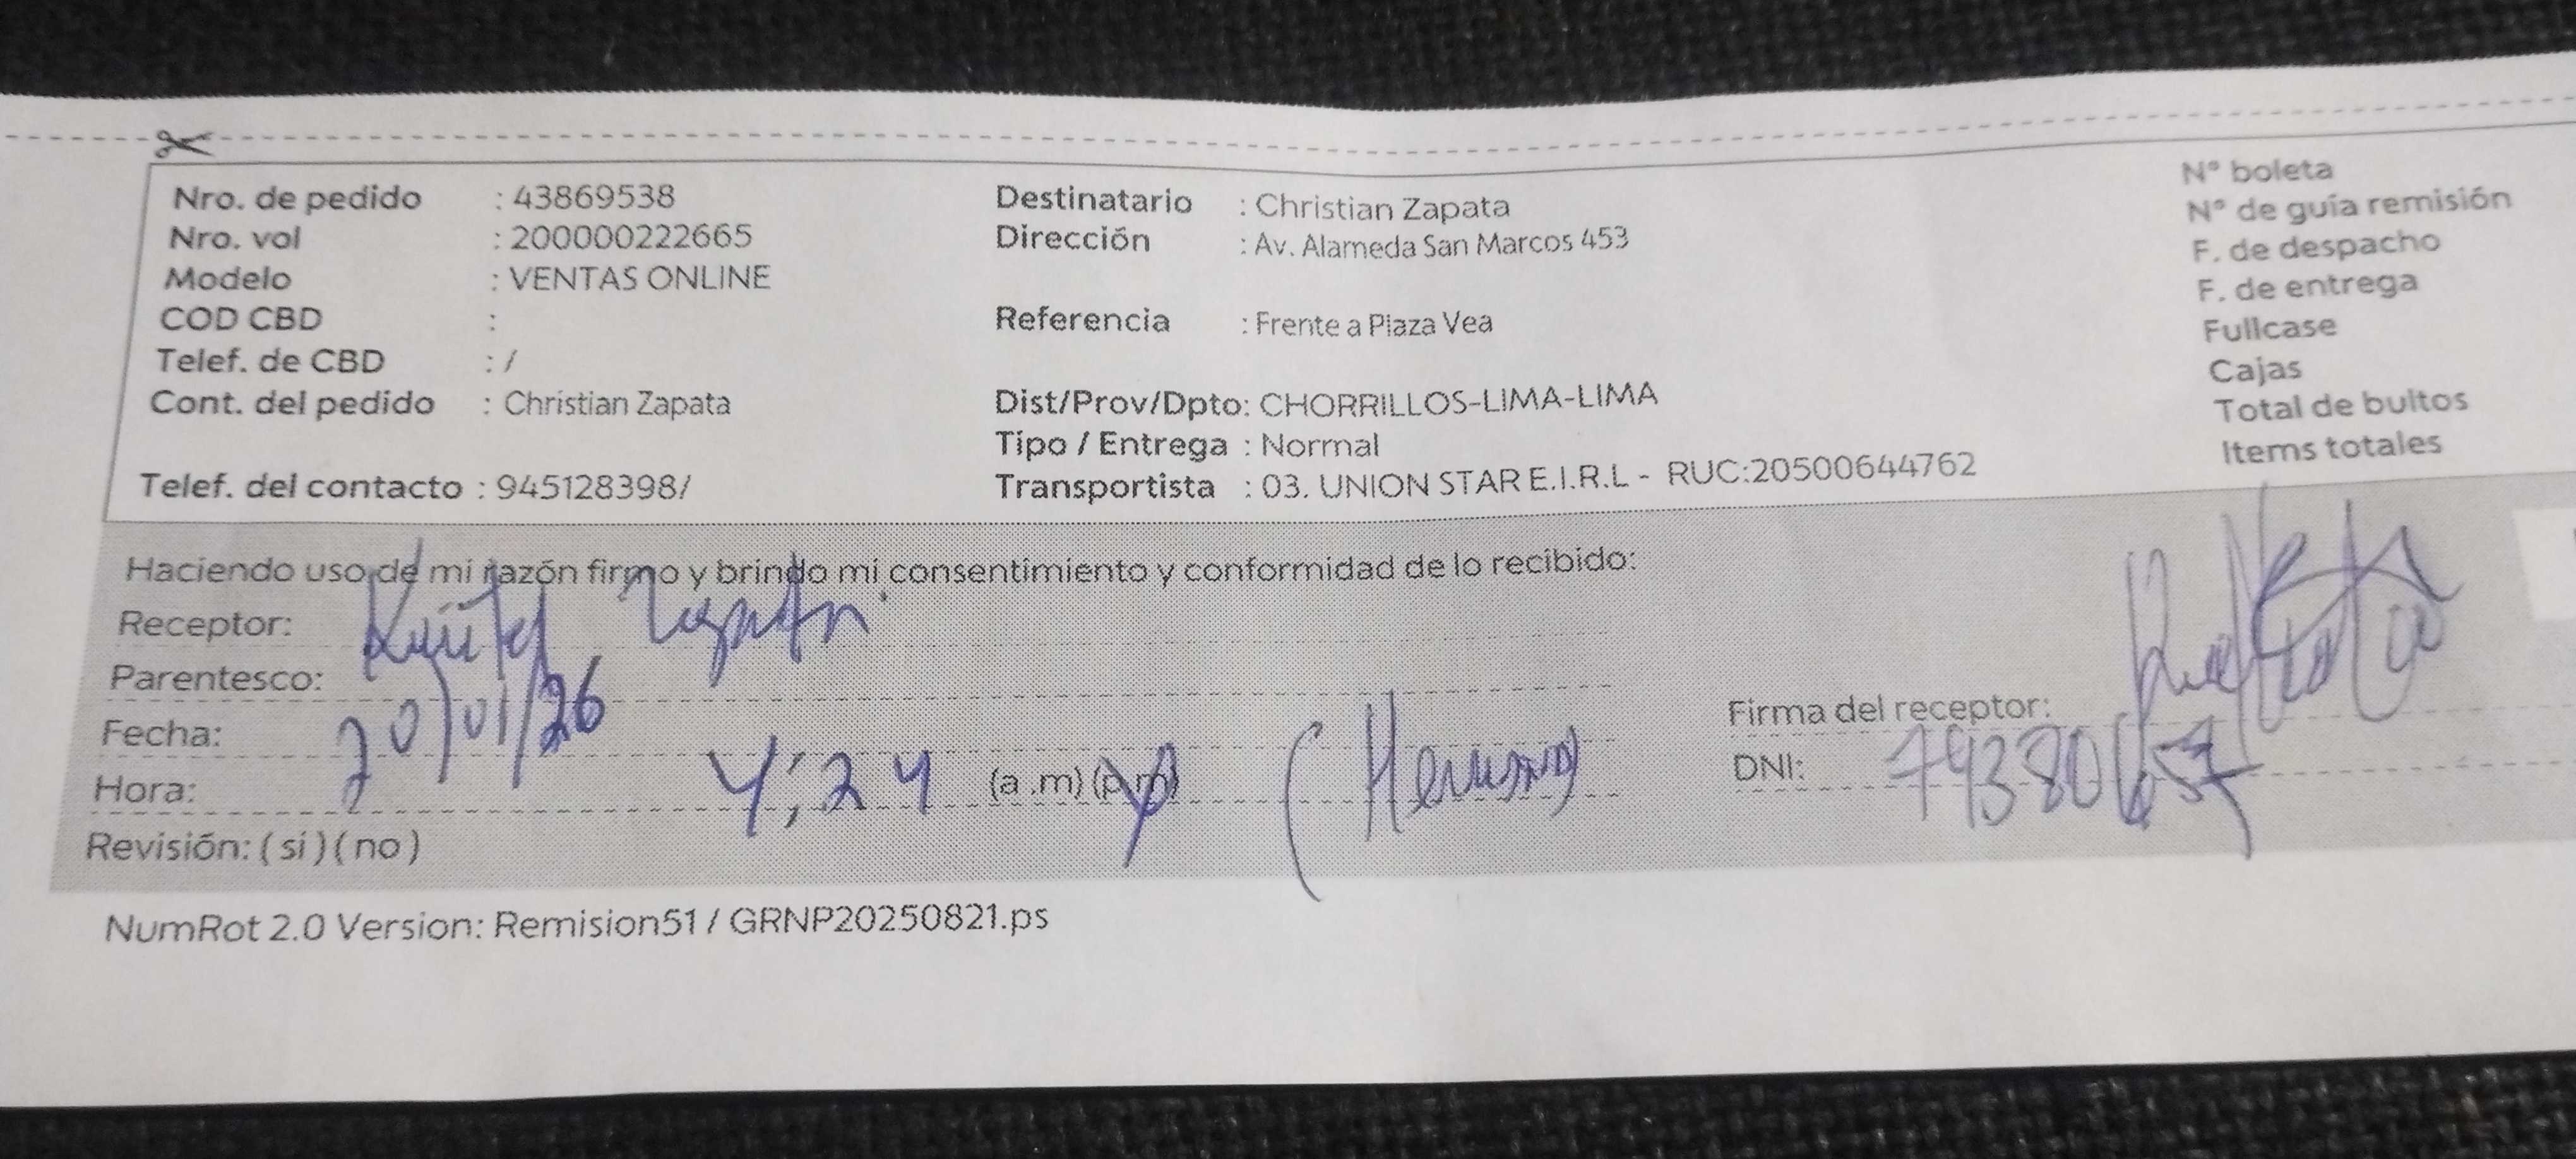 Nro. de pedido : 43869538
Nro. vol : 200000222665
Modelo : VENTAS ONLINE
COD CBD :
Telef. de CBD : /
Cont. del pedido : Christian Zapata
Telef. del contacto : 945128398/
Destinatario : Christian Zapata
Dirección : Av. Alameda San Marcos 453
Referencia : Frente a Plaza Vea
Dist/Prov/Dpto: CHORRILLOS-LIMA-LIMA
Tipo / Entrega : Normal
Transportista : 03. UNION STAR E.I.R.L - RUC:20500644762
N° boleta
N° de guía remisión
F. de despacho
F. de entrega
Fullcase
Cajas
Total de bultos
Items totales
Haciendo uso de mi razón firmo y brindo mi consentimiento y conformidad de lo recibido:
Receptor: Zapata
Parentesco:
Fecha: 20/01/26
Hora: 4:24 (a.m) (p.m) (Hermano)
Revisión: ( si ) ( no )
Firma del receptor:
DNI:
NumRot 2.0 Version: Remision51 / GRNP20250821.ps